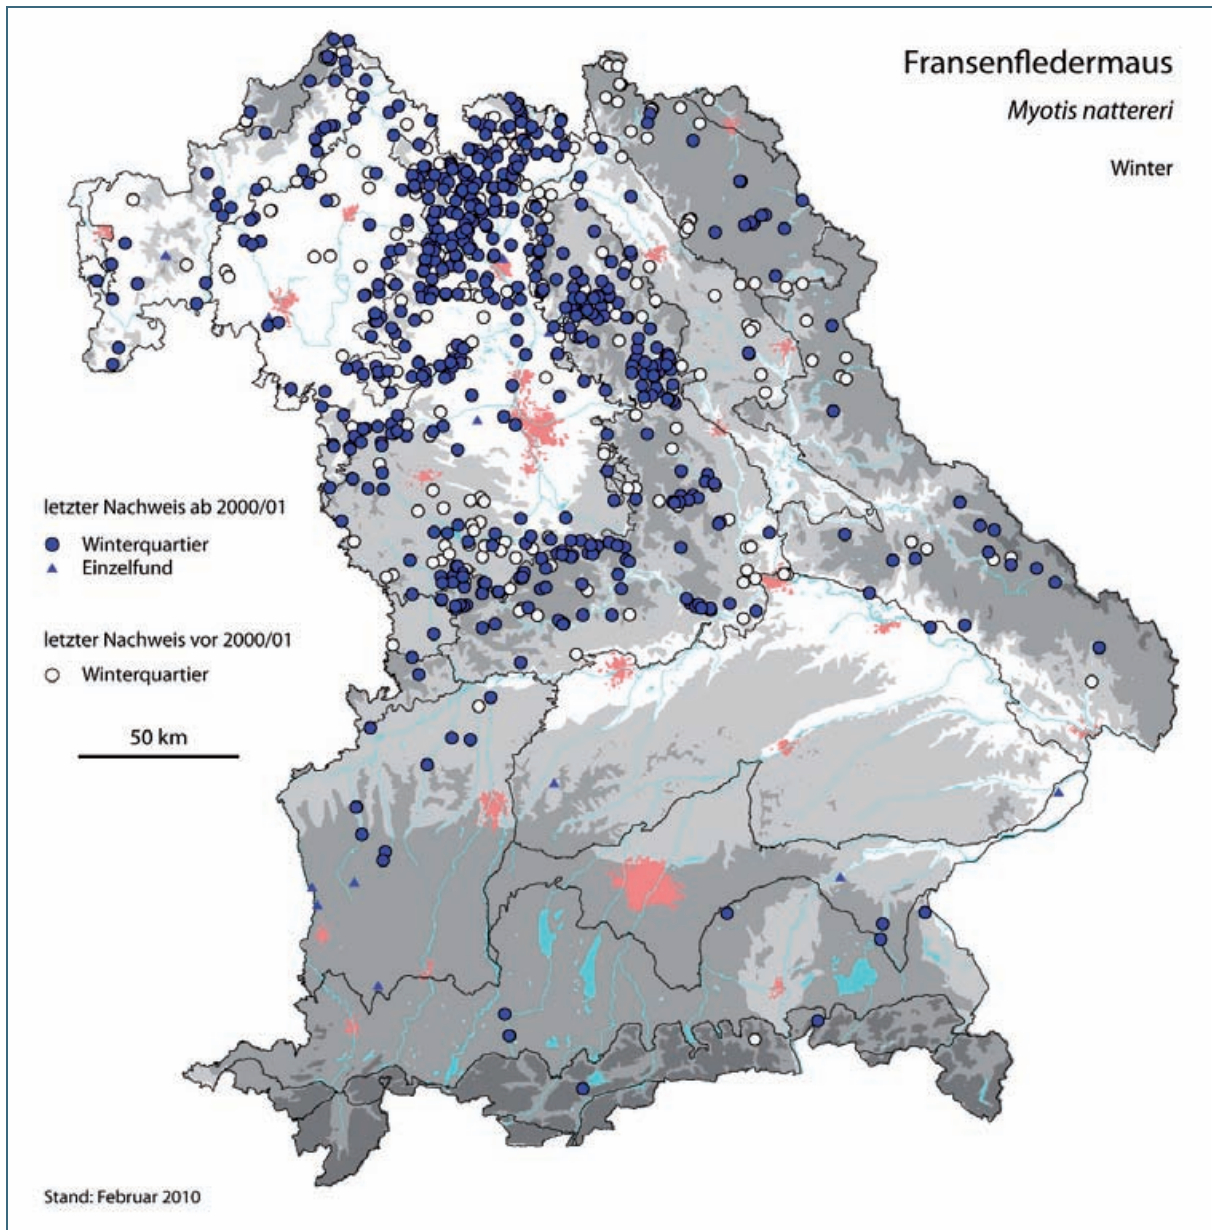 Fransenfledermaus
Myotis nattereri
Winter
letzter Nachweis ab 2000/01
Winterquartier
Einzelfund
letzter Nachweis vor 2000/01
Winterquartier
50 km
Stand: Februar 2010